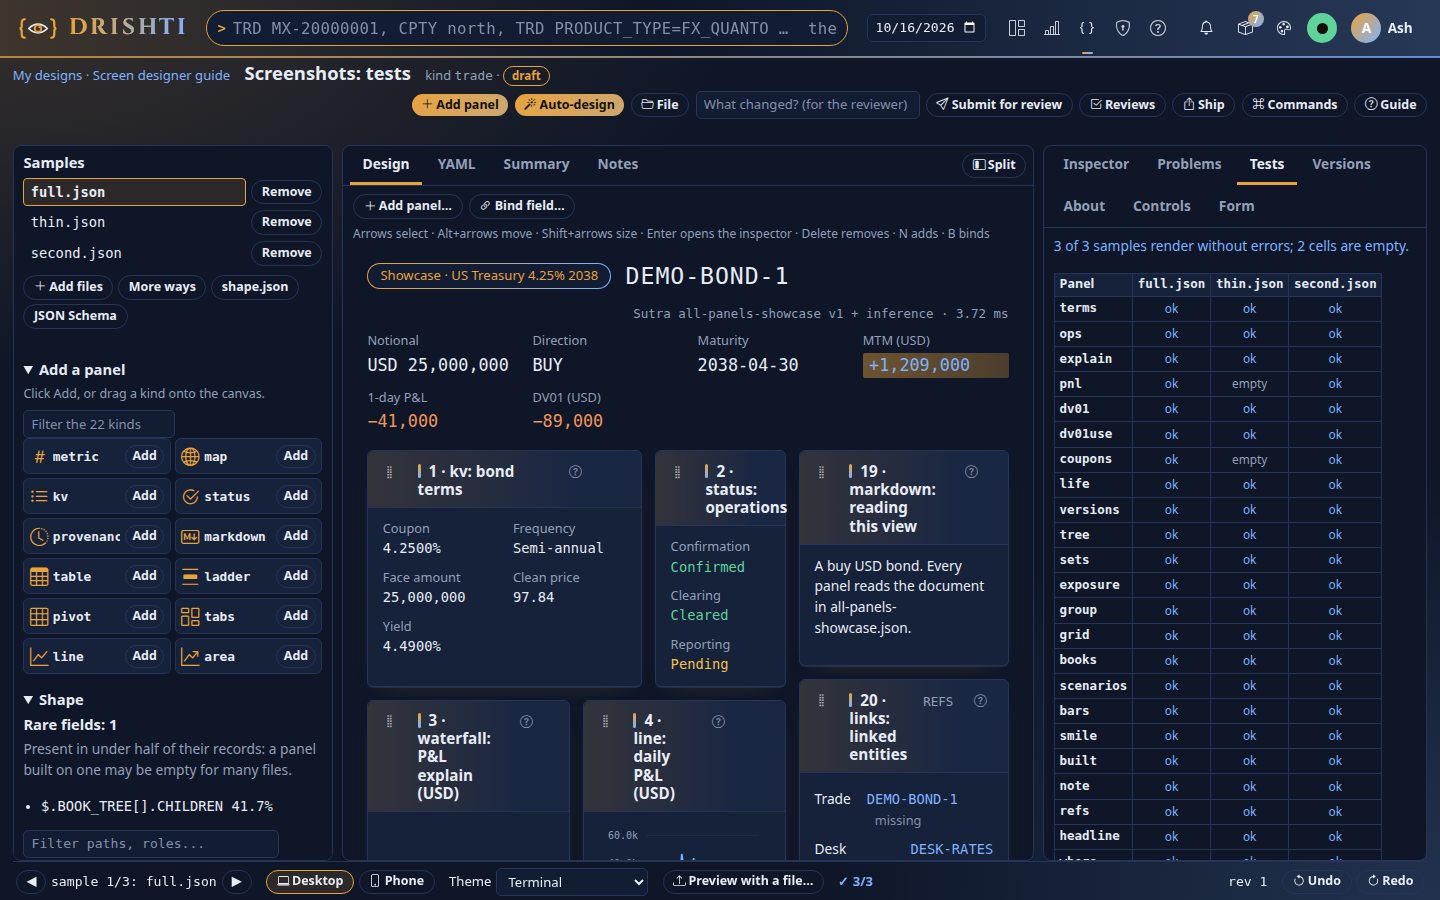 DRISHTI
> TRD MX-20000001, CPTY north, TRD PRODUCT_TYPE=FX_QUANTO … the
10/16/2026
7
A Ash
My designs · Screen designer guide Screenshots: tests kind trade · draft
Add panel Auto-design File What changed? (for the reviewer) Submit for review Reviews Ship Commands Guide
Samples
full.json Remove
thin.json Remove
second.json Remove
Add files More ways shape.json
JSON Schema
Add a panel
Click Add, or drag a kind onto the canvas.
Filter the 22 kinds
metric Add map Add
kv Add status Add
provenanc Add markdown Add
table Add ladder Add
pivot Add tabs Add
line Add area Add
Shape
Rare fields: 1
Present in under half of their records: a panel
built on one may be empty for many files.
• $.BOOK_TREE[].CHILDREN 41.7%
Filter paths, roles...
Design YAML Summary Notes Split
Add panel... Bind field...
Arrows select · Alt+arrows move · Shift+arrows size · Enter opens the inspector · Delete removes · N adds · B binds
Showcase · US Treasury 4.25% 2038 DEMO-BOND-1
Sutra all-panels-showcase v1 + inference · 3.72 ms
Notional Direction Maturity MTM (USD)
USD 25,000,000 BUY 2038-04-30 +1,209,000
1-day P&L DV01 (USD)
−41,000 −89,000
1 · kv: bond
terms
Coupon Frequency
4.2500% Semi-annual
Face amount Clean price
25,000,000 97.84
Yield
4.4900%
2 ·
status:
operations
Confirmation
Confirmed
Clearing
Cleared
Reporting
Pending
19 ·
markdown:
reading
this view
A buy USD bond. Every
panel reads the document
in all-panels-
showcase.json.
3 ·
waterfall:
P&L
explain
(USD)
4 ·
line:
daily
P&L
(USD)
60.0k
20 · REFS
links:
linked
entities
Trade DEMO-BOND-1
missing
Desk DESK-RATES
Inspector Problems Tests Versions
About Controls Form
3 of 3 samples render without errors; 2 cells are empty.
Panel full.json thin.json second.json
terms ok ok ok
ops ok ok ok
explain ok ok ok
pnl ok empty ok
dv01 ok ok ok
dv01use ok ok ok
coupons ok empty ok
life ok ok ok
versions ok ok ok
tree ok ok ok
sets ok ok ok
exposure ok ok ok
group ok ok ok
grid ok ok ok
books ok ok ok
scenarios ok ok ok
bars ok ok ok
smile ok ok ok
built ok ok ok
note ok ok ok
refs ok ok ok
headline ok ok ok
sample 1/3: full.json Desktop Phone Theme Terminal Preview with a file... ✓ 3/3 rev 1 Undo Redo